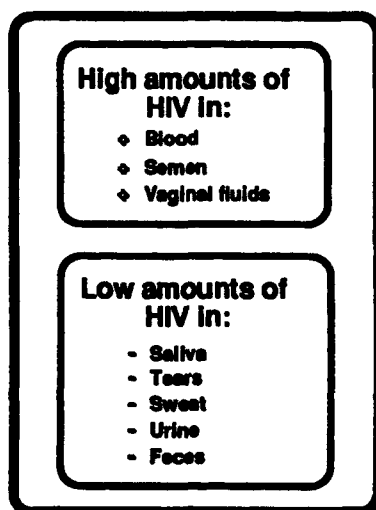 High amounts of
HIV in:
❖ Blood
❖ Semen
❖ Vaginal fluids
Low amounts of
HIV in:
- Saliva
- Tears
- Sweat
- Urine
- Feces